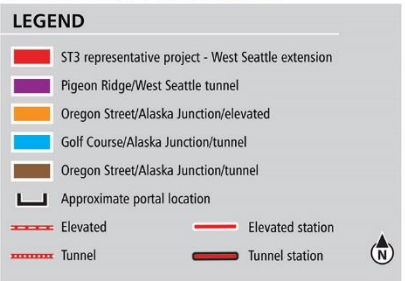 LEGEND
ST3 representative project - West Seattle extension
Pigeon Ridge/West Seattle tunnel
Oregon Street/Alaska Junction/elevated
Golf Course/Alaska Junction/tunnel
Oregon Street/Alaska Junction/tunnel
Approximate portal location
Elevated Elevated station
Tunnel Tunnel station
N